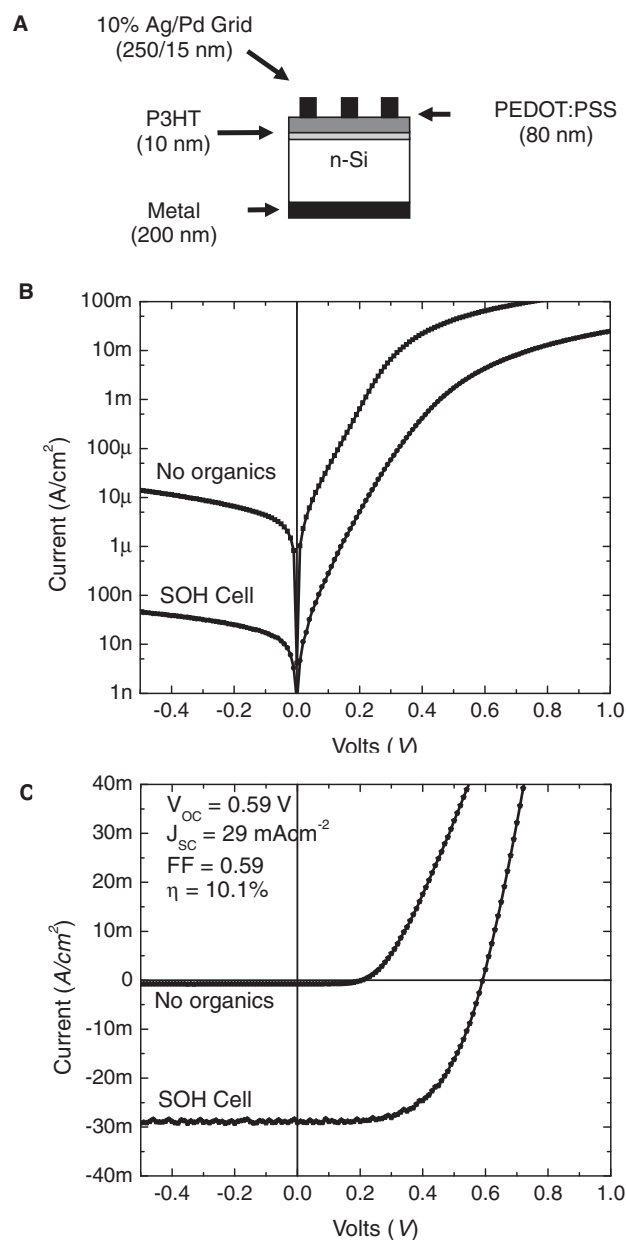 A
10% Ag/Pd Grid
(250/15 nm)
P3HT
(10 nm)
PEDOT:PSS
(80 nm)
n-Si
Metal
(200 nm)
B
100m
10m
1m
100µ
10µ
1µ
100n
10n
1n
Current (A/cm²)
No organics
SOH Cell
-0.4 -0.2 0.0 0.2 0.4 0.6 0.8 1.0
Volts (V)
C
40m
30m
20m
10m
0
-10m
-20m
-30m
-40m
Current (A/cm²)
V_OC = 0.59 V
J_SC = 29 mAcm⁻²
FF = 0.59
η = 10.1%
No organics
SOH Cell
-0.4 -0.2 0.0 0.2 0.4 0.6 0.8 1.0
Volts (V)